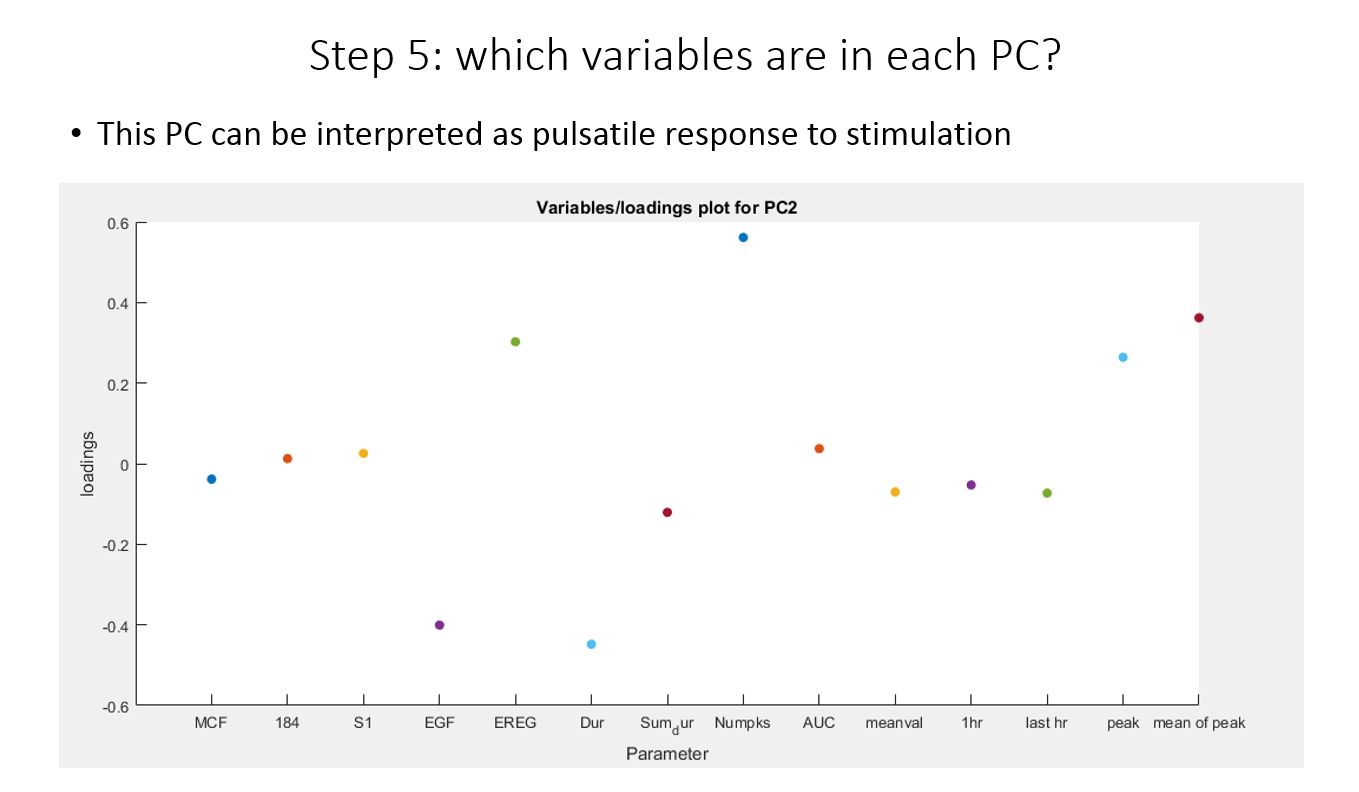 Step 5: which variables are in each PC?
• This PC can be interpreted as pulsatile response to stimulation
Variables/loadings plot for PC2
0.6
0.4
0.2
0
-0.2
-0.4
-0.6
loadings
MCF 184 S1 EGF EREG Dur Sum_dur Numpks AUC meanval 1hr last hr peak mean of peak
Parameter